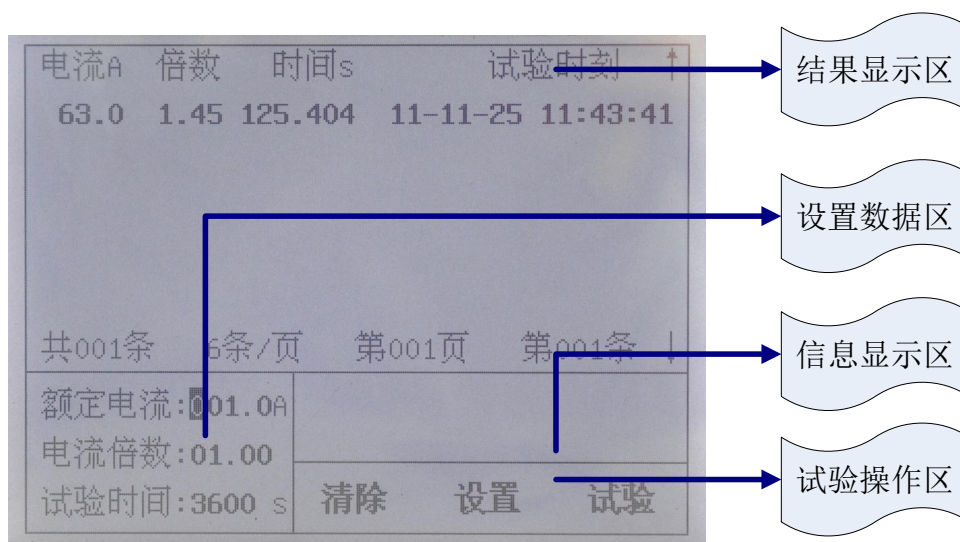 电流A 倍数 时间s 试验时刻 ↑
63.0 1.45 125.404 11-11-25 11:43:41
共001条 6条/页 第001页 第001条 ↓
额定电流:001.0A
电流倍数:01.00
试验时间:3600 s
清除 设置 试验
结果显示区
设置数据区
信息显示区
试验操作区